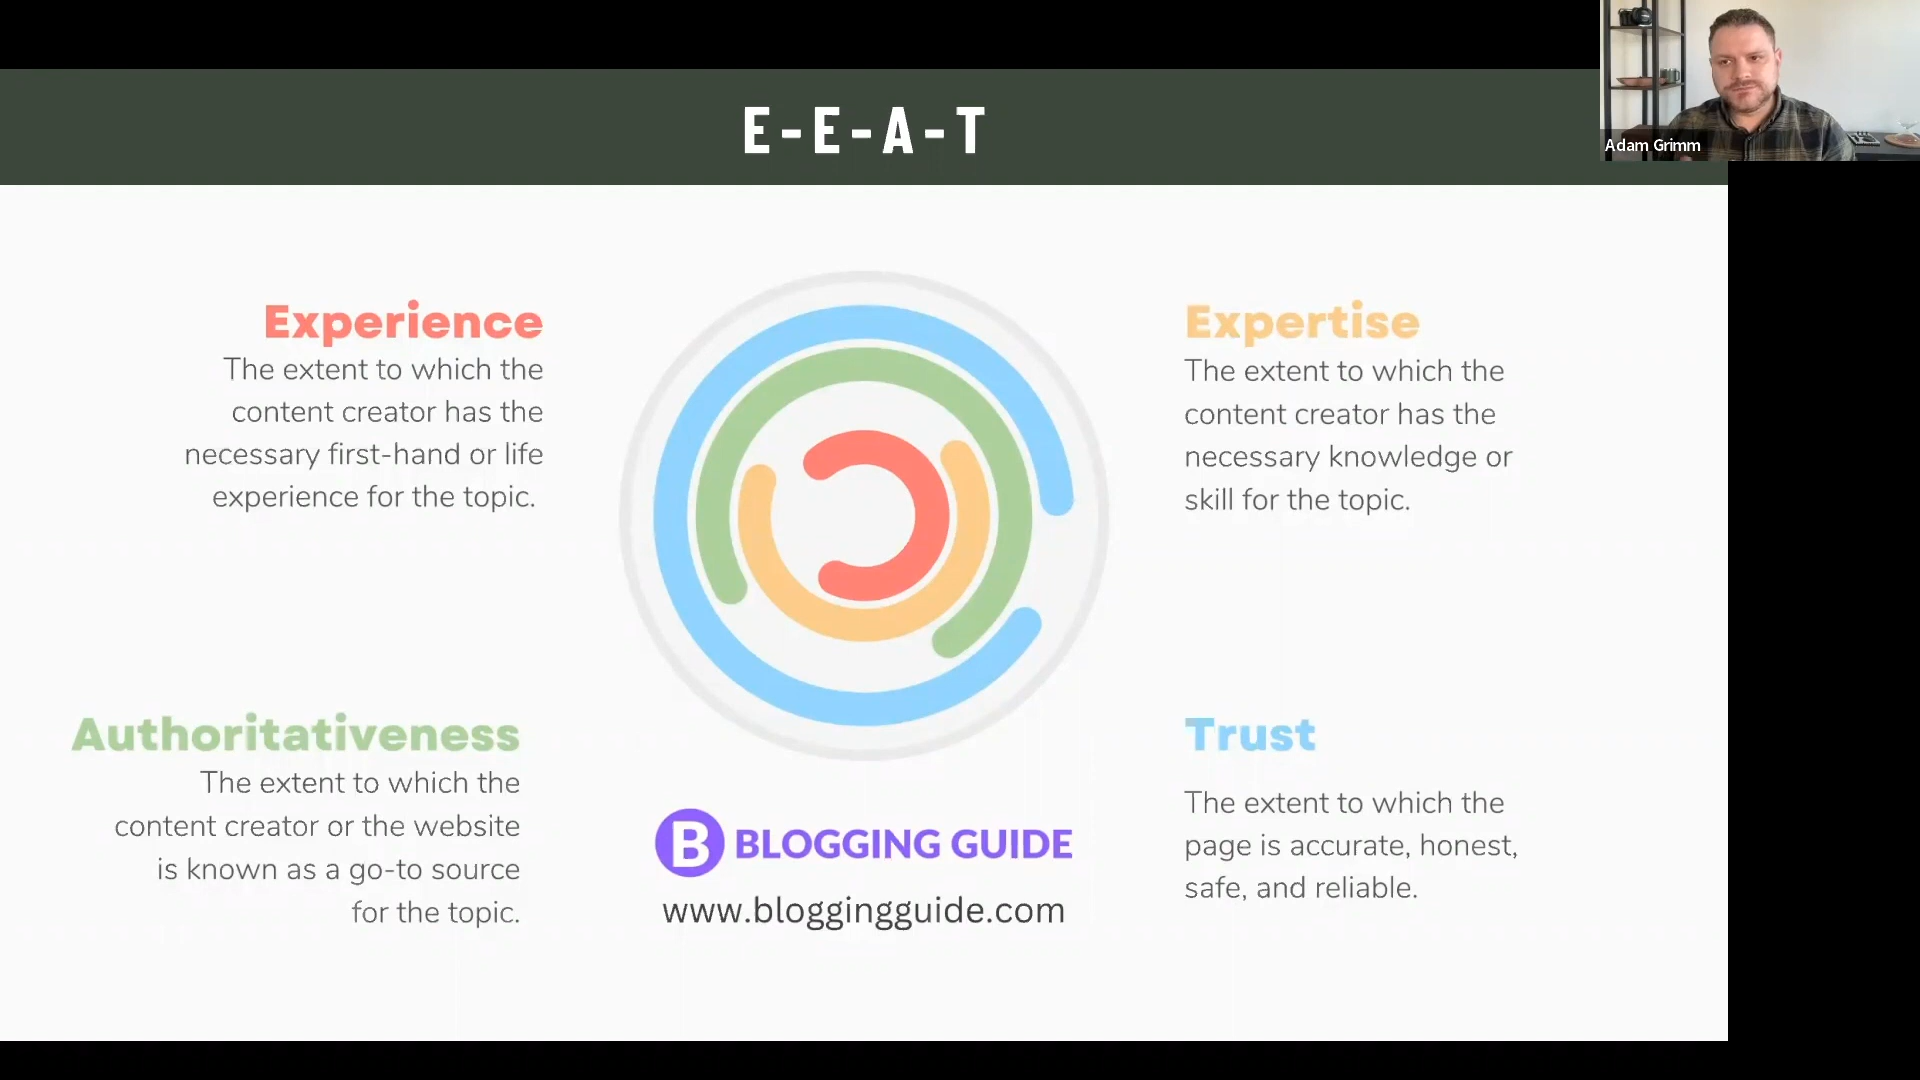 E-E-A-T
Adam Grimm
Experience
The extent to which the
content creator has the
necessary first-hand or life
experience for the topic.
Expertise
The extent to which the
content creator has the
necessary knowledge or
skill for the topic.
Authoritativeness
The extent to which the
content creator or the website
is known as a go-to source
for the topic.
Trust
The extent to which the
page is accurate, honest,
safe, and reliable.
B BLOGGING GUIDE
www.bloggingguide.com